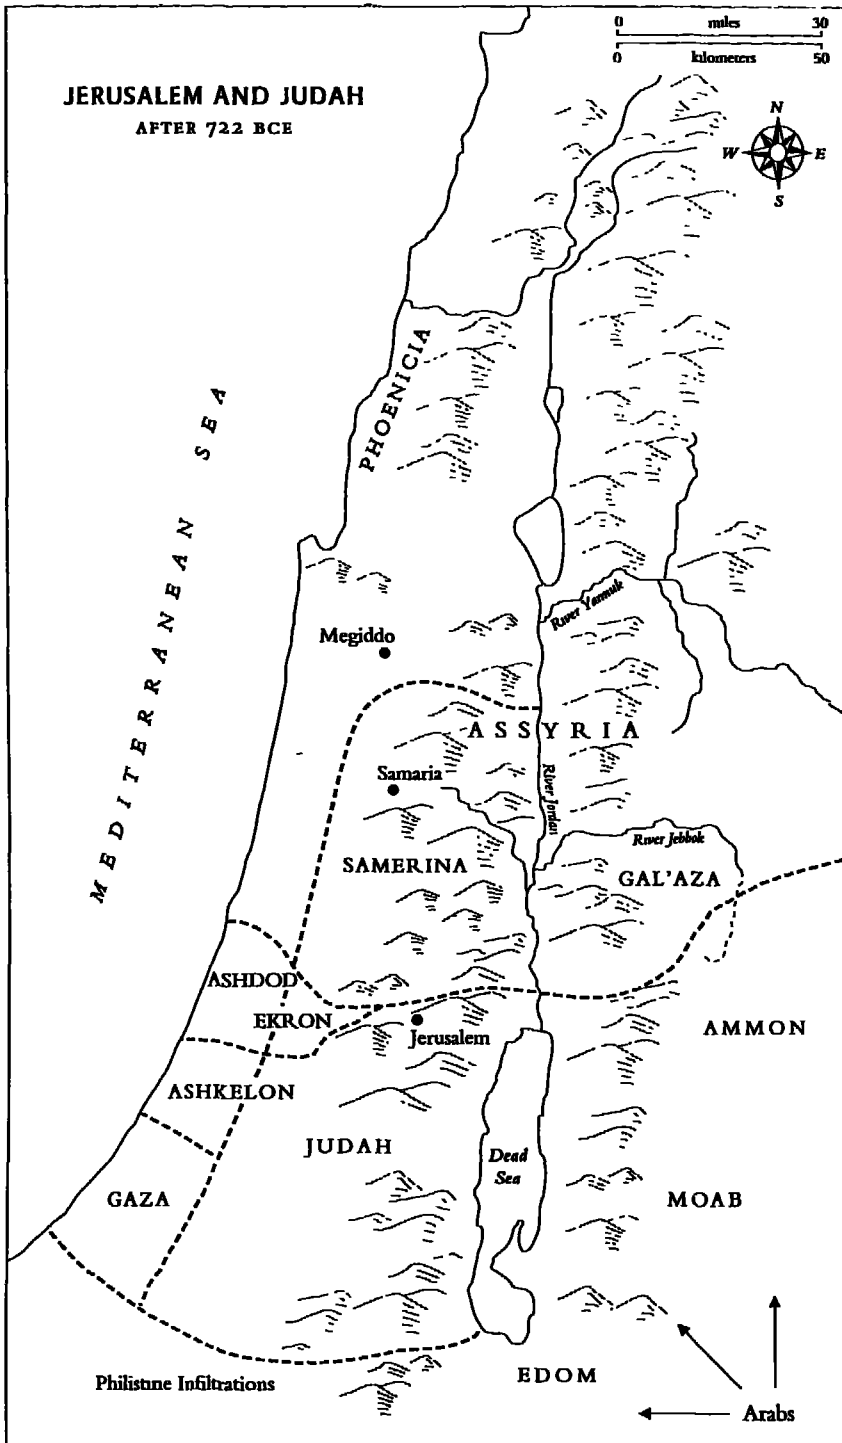 0 miles 30
0 kilometers 50
JERUSALEM AND JUDAH
AFTER 722 BCE
N
W E
S
PHOENICIA
MEDITERRANEAN SEA
River Yarmuk
Megiddo
ASSYRIA
River Jordan
Samaria
River Jebbok
SAMERINA
GAL'AZA
ASHDOD
EKRON
Jerusalem
AMMON
ASHKELON
JUDAH
Dead
Sea
GAZA
MOAB
EDOM
Philistine Infiltrations
Arabs